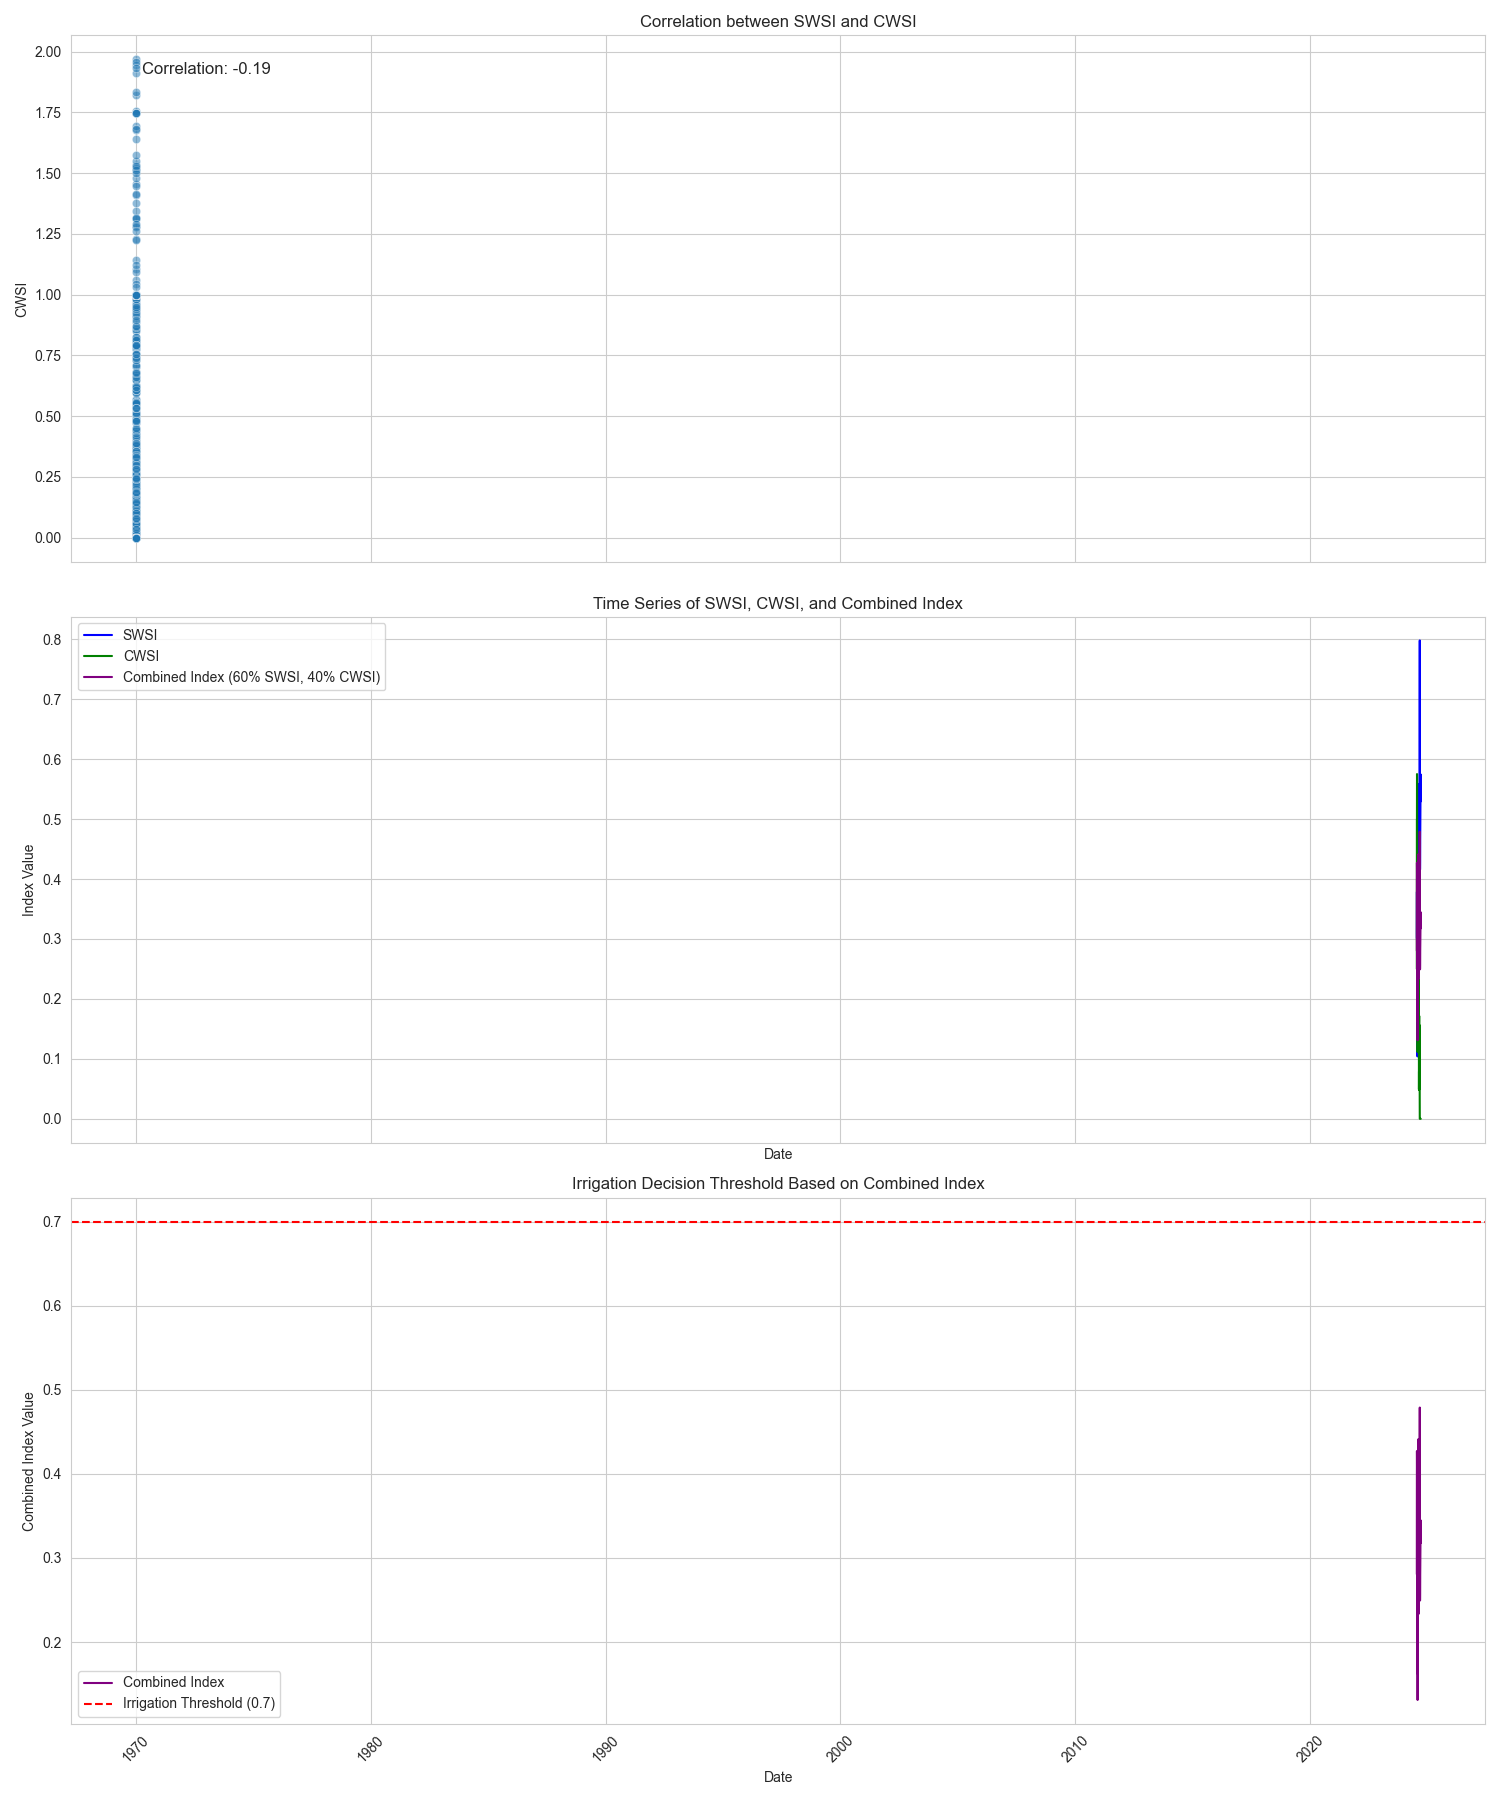 Correlation between SWSI and CWSI
2.00
1.75
1.50
1.25
1.00
0.75
0.50
0.25
0.00
CWSI
Correlation: -0.19
Time Series of SWSI, CWSI, and Combined Index
SWSI
CWSI
Combined Index (60% SWSI, 40% CWSI)
0.8
0.7
0.6
0.5
0.4
0.3
0.2
0.1
0.0
Index Value
Date
Irrigation Decision Threshold Based on Combined Index
0.7
0.6
0.5
0.4
0.3
0.2
Combined Index Value
Combined Index
Irrigation Threshold (0.7)
1970
1980
1990
2000
2010
2020
Date